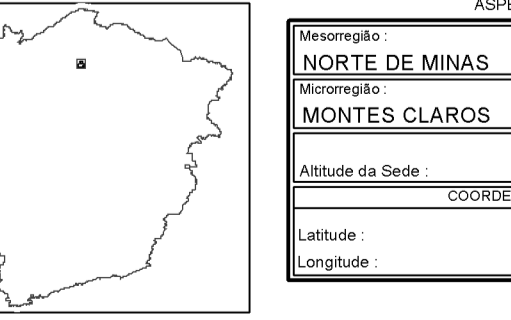 ASPE
Mesorregião :
NORTE DE MINAS
Microrregião :
MONTES CLAROS
Altitude da Sede :
COORDE
Latitude :
Longitude :